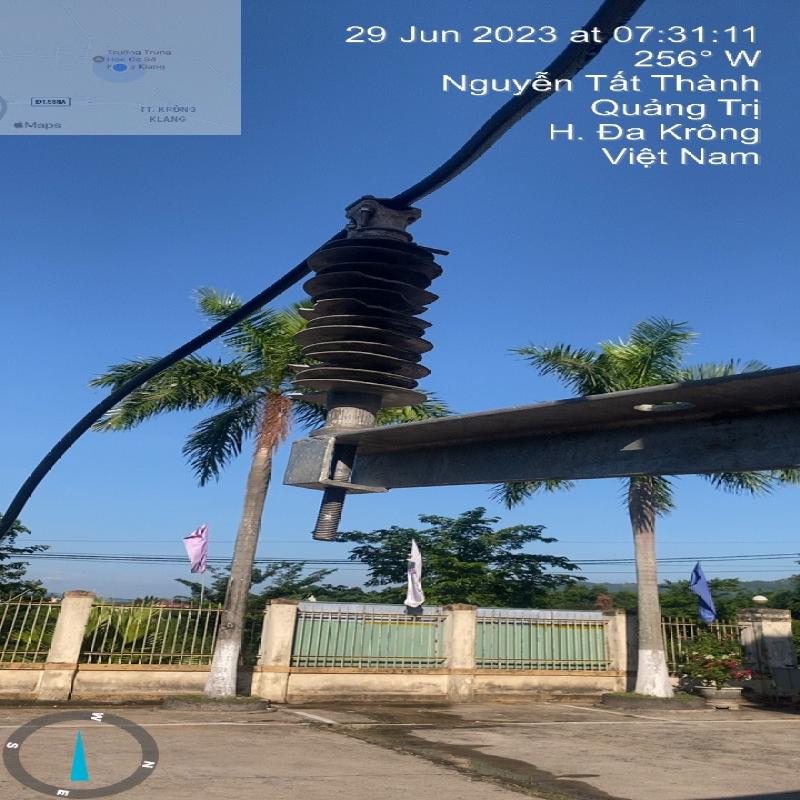 29 Jun 2023 at 07:31:11
256° W
Nguyễn Tất Thành
Quảng Trị
H. Đa Krông
Việt Nam
Trường Trung
Học Cơ Sở
Klang
ĐT.588A
TT. KRÔNG
KLANG
Maps
W
S
N
E